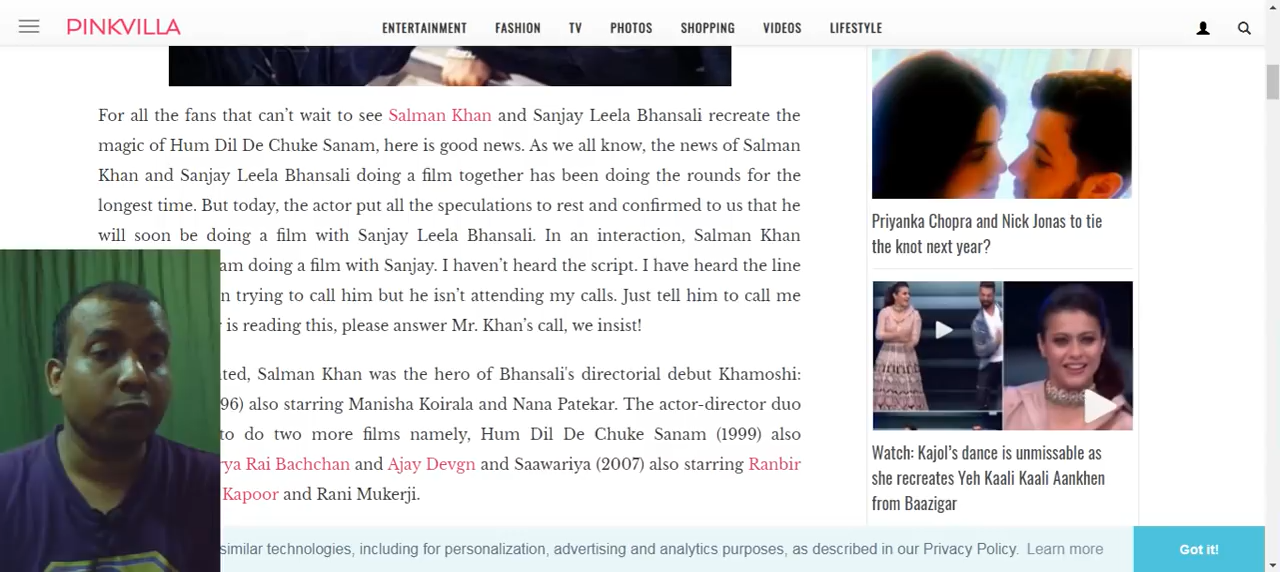 PINKVILLA
ENTERTAINMENT FASHION TV PHOTOS SHOPPING VIDEOS LIFESTYLE
For all the fans that can't wait to see Salman Khan and Sanjay Leela Bhansali recreate the
magic of Hum Dil De Chuke Sanam, here is good news. As we all know, the news of Salman
Khan and Sanjay Leela Bhansali doing a film together has been doing the rounds for the
longest time. But today, the actor put all the speculations to rest and confirmed to us that he
will soon be doing a film with Sanjay Leela Bhansali. In an interaction, Salman Khan
am doing a film with Sanjay. I haven't heard the script. I have heard the line
trying to call him but he isn't attending my calls. Just tell him to call me
is reading this, please answer Mr. Khan's call, we insist!
Salman Khan was the hero of Bhansali's directorial debut Khamoshi:
96) also starring Manisha Koirala and Nana Patekar. The actor-director duo
to do two more films namely, Hum Dil De Chuke Sanam (1999) also
Rai Bachchan and Ajay Devgn and Saawariya (2007) also starring Ranbir
Kapoor and Rani Mukerji.
Priyanka Chopra and Nick Jonas to tie
the knot next year?
Watch: Kajol's dance is unmissable as
she recreates Yeh Kaali Kaali Aankhen
from Baazigar
similar technologies, including for personalization, advertising and analytics purposes, as described in our Privacy Policy. Learn more
Got it!